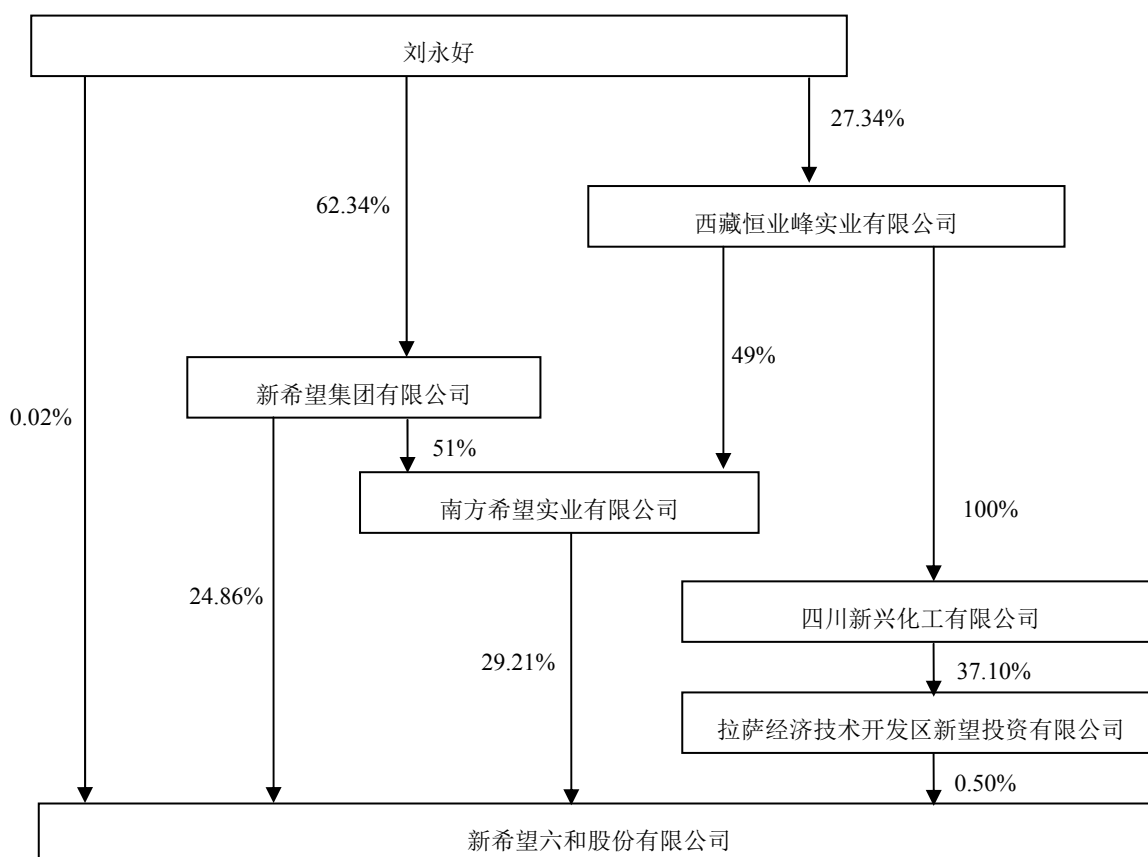 刘永好
27.34%
62.34%
西藏恒业峰实业有限公司
49%
新希望集团有限公司
0.02%
51%
南方希望实业有限公司
100%
24.86%
四川新兴化工有限公司
29.21%
37.10%
拉萨经济技术开发区新望投资有限公司
0.50%
新希望六和股份有限公司